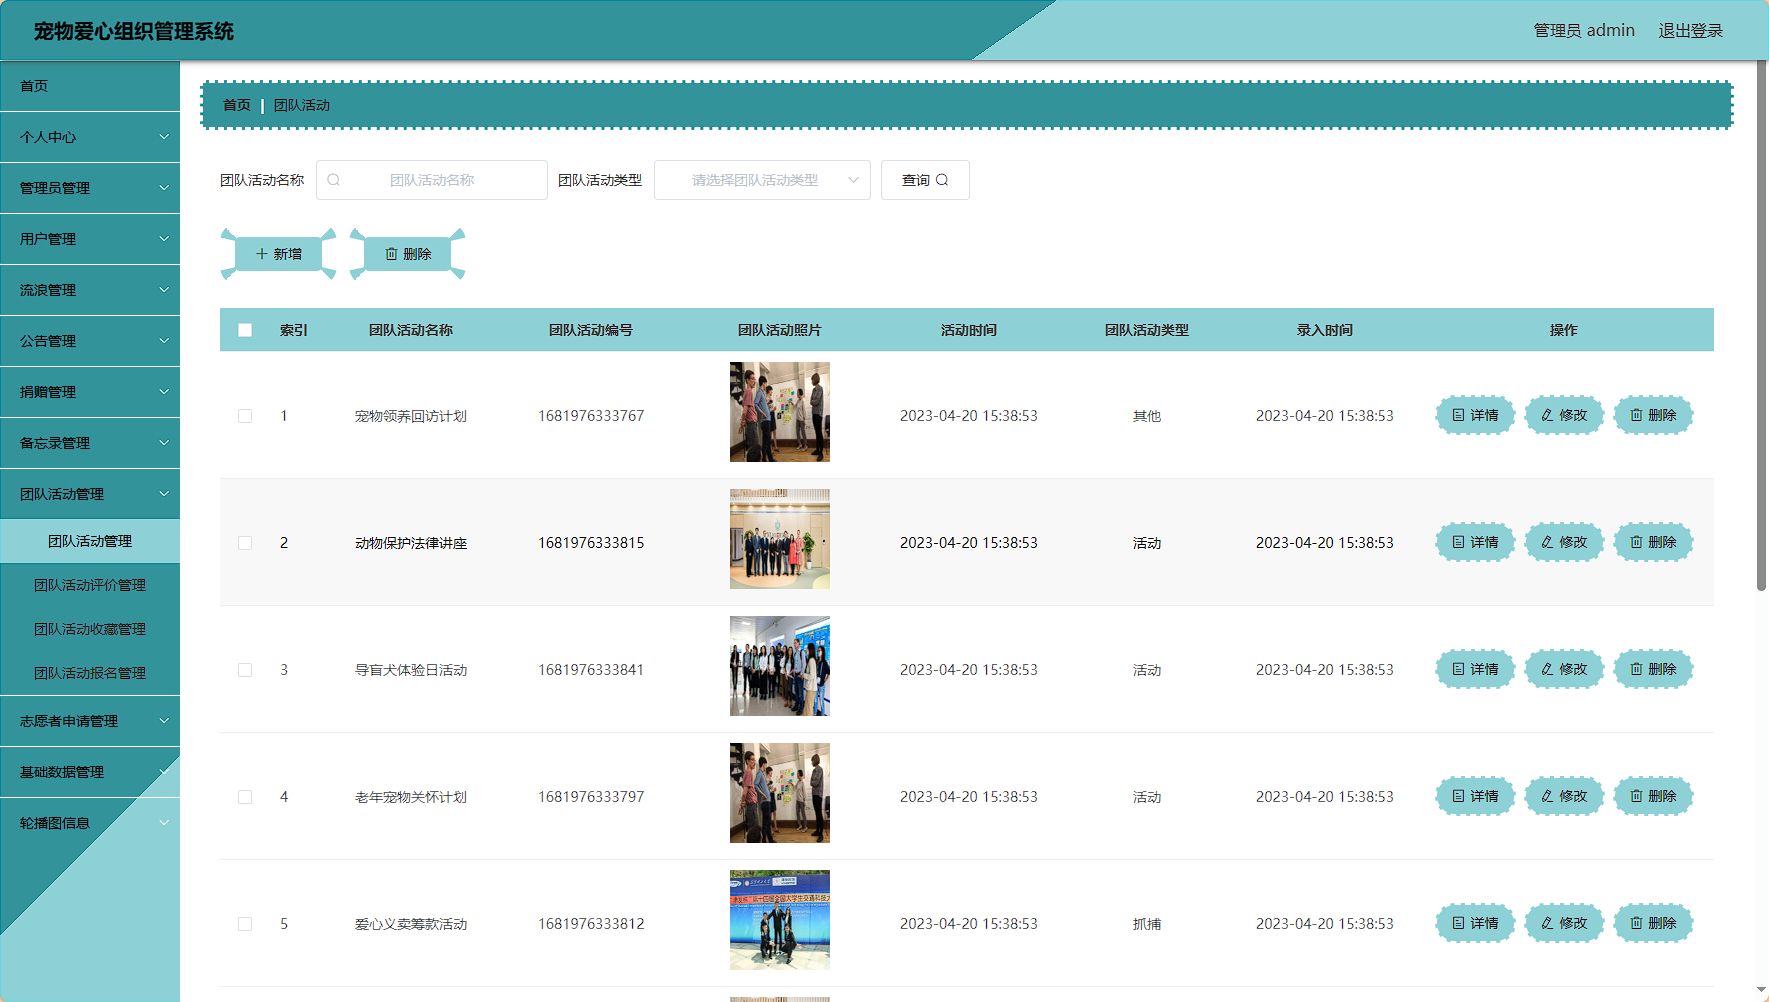 宠物爱心组织管理系统
管理员 admin 退出登录
首页
个人中心
管理员管理
用户管理
流浪管理
公告管理
捐赠管理
备忘录管理
团队活动管理
团队活动管理
团队活动评价管理
团队活动收藏管理
团队活动报名管理
志愿者申请管理
基础数据管理
轮播图信息
首页 团队活动
团队活动名称 团队活动名称 团队活动类型 请选择团队活动类型 查询
新增 删除
索引 团队活动名称 团队活动编号 团队活动照片 活动时间 团队活动类型 录入时间 操作
1 宠物领养回访计划 1681976333767 2023-04-20 15:38:53 其他 2023-04-20 15:38:53 详情 修改 删除
2 动物保护法律讲座 1681976333815 2023-04-20 15:38:53 活动 2023-04-20 15:38:53 详情 修改 删除
3 导盲犬体验日活动 1681976333841 2023-04-20 15:38:53 活动 2023-04-20 15:38:53 详情 修改 删除
4 老年宠物关怀计划 1681976333797 2023-04-20 15:38:53 活动 2023-04-20 15:38:53 详情 修改 删除
5 爱心义卖筹款活动 1681976333812 2023-04-20 15:38:53 抓捕 2023-04-20 15:38:53 详情 修改 删除